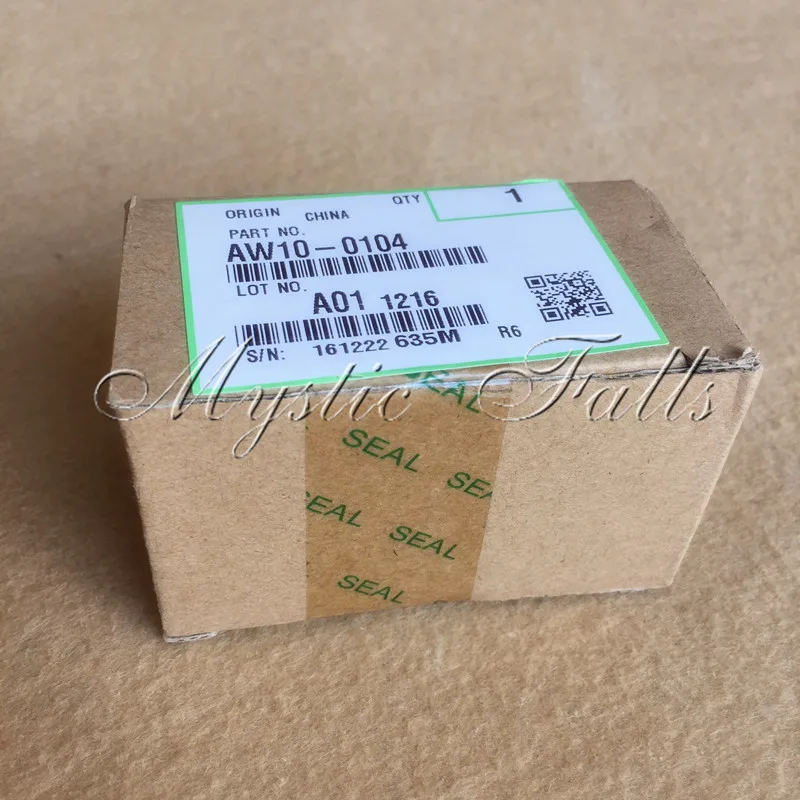 ORIGIN CHINA QTY 1
PART NO.
AW10-0104
LOT NO.
A01 1216
S/N: 161222 635M R6
Mystic Falls
SEAL
SEAL
SEAL
SEAL
SEAL